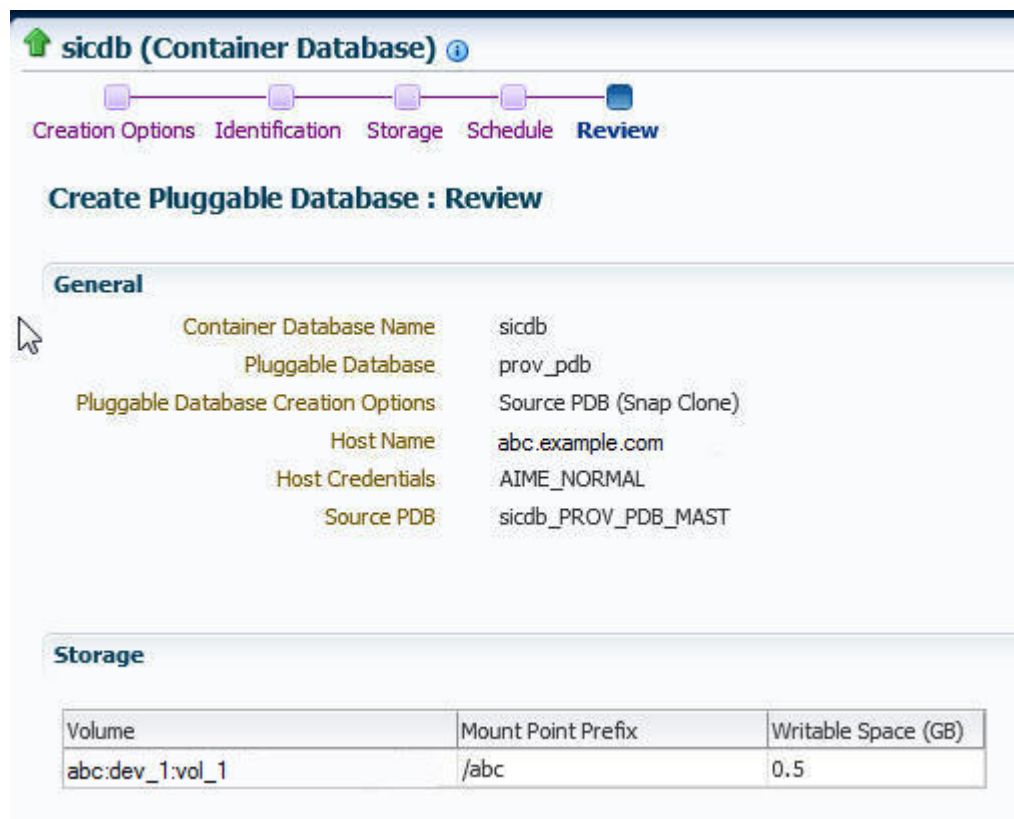 sicdb (Container Database)
Creation Options Identification Storage Schedule Review
Create Pluggable Database : Review
General
Container Database Name sicdb
Pluggable Database prov_pdb
Pluggable Database Creation Options Source PDB (Snap Clone)
Host Name abc.example.com
Host Credentials AIME_NORMAL
Source PDB sicdb_PROV_PDB_MAST
Storage
Volume Mount Point Prefix Writable Space (GB)
abc:dev_1:vol_1 /abc 0.5